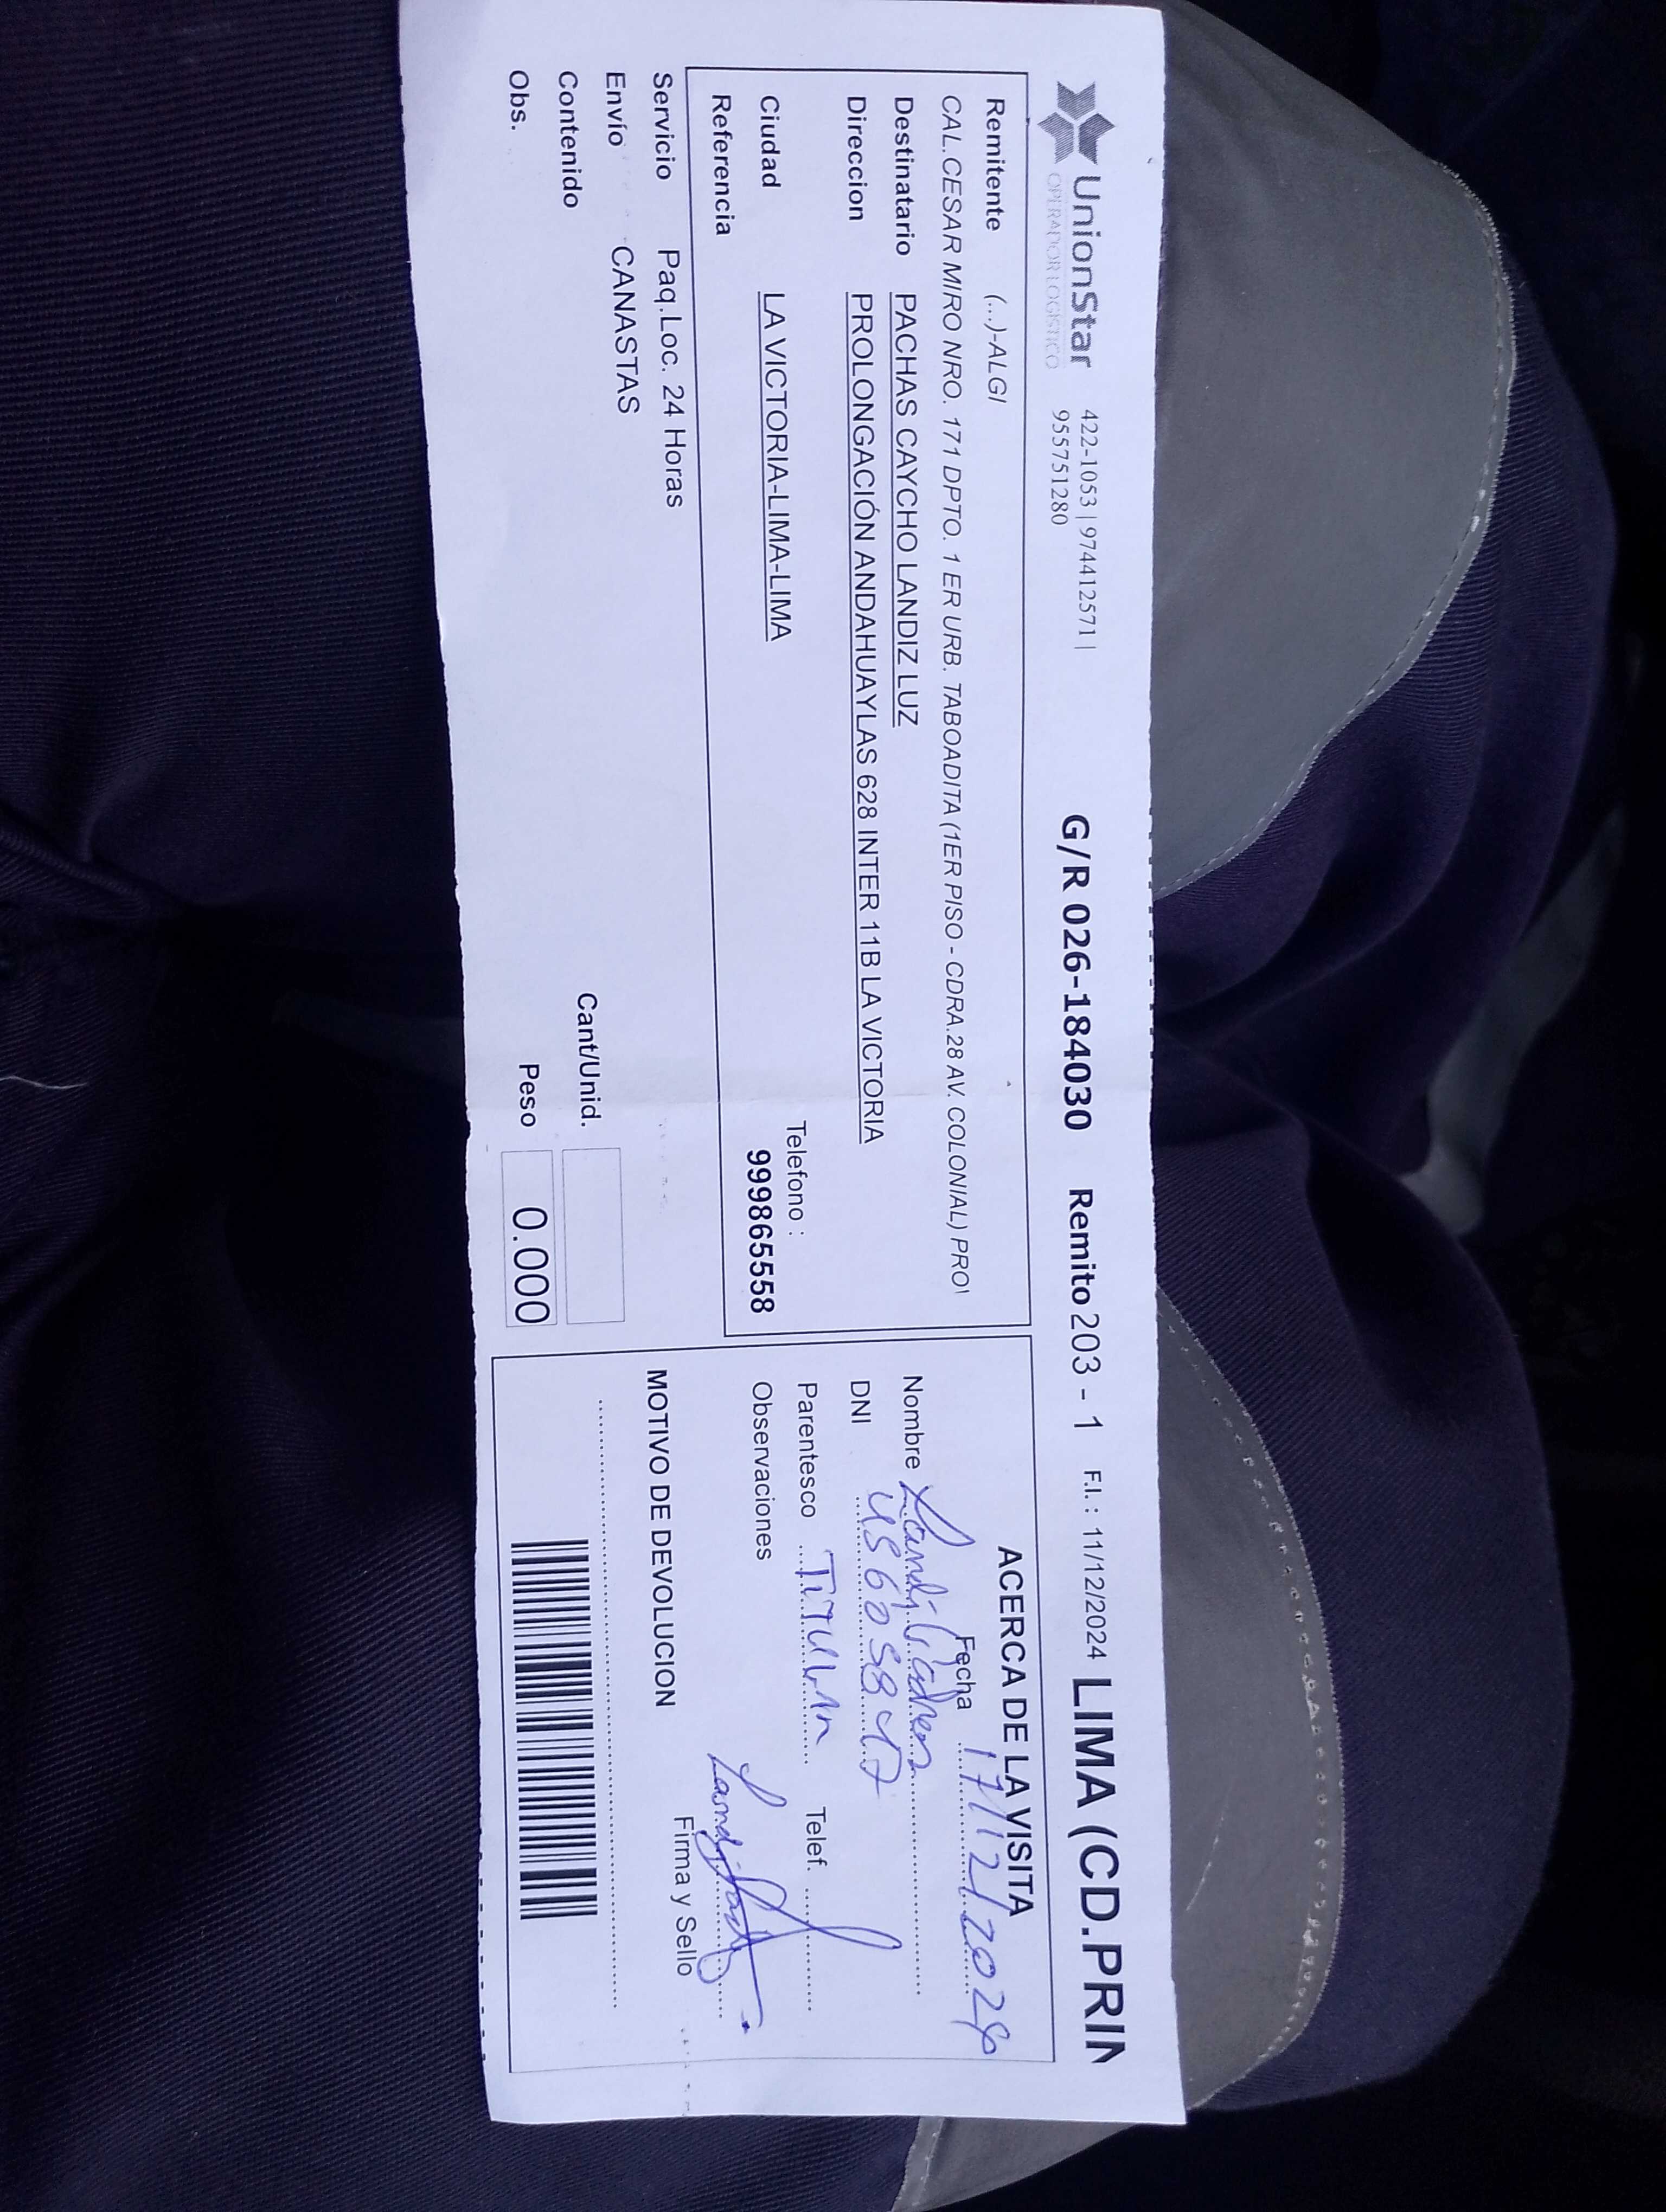 UnionStar
OPERADOR LOGÍSTICO
422-1053 | 974412571 |
955751280
G/R 026-184030 Remito 203 - 1 F.I. : 11/12/2024 LIMA (CD.PRIN
Remitente (...)-ALGI
CAL.CESAR MIRO NRO. 171 DPTO. 1 ER URB. TABOADITA (1ER PISO - CDRA.28 AV. COLONIAL) PRO
Destinatario PACHAS CAYCHO LANDIZ LUZ
Direccion PROLONGACIÓN ANDAHUAYLAS 628 INTER 11B LA VICTORIA
Ciudad LA VICTORIA-LIMA-LIMA
Telefono :
999865558
Referencia
Servicio Paq.Loc. 24 Horas
Envío CANASTAS
Contenido
Cant/Unid.
Obs.
Peso 0.000
ACERCA DE LA VISITA
Fecha 17/12/2024
Nombre
DNI
Parentesco Titular
Telef.
Observaciones
Firma y Sello
MOTIVO DE DEVOLUCION